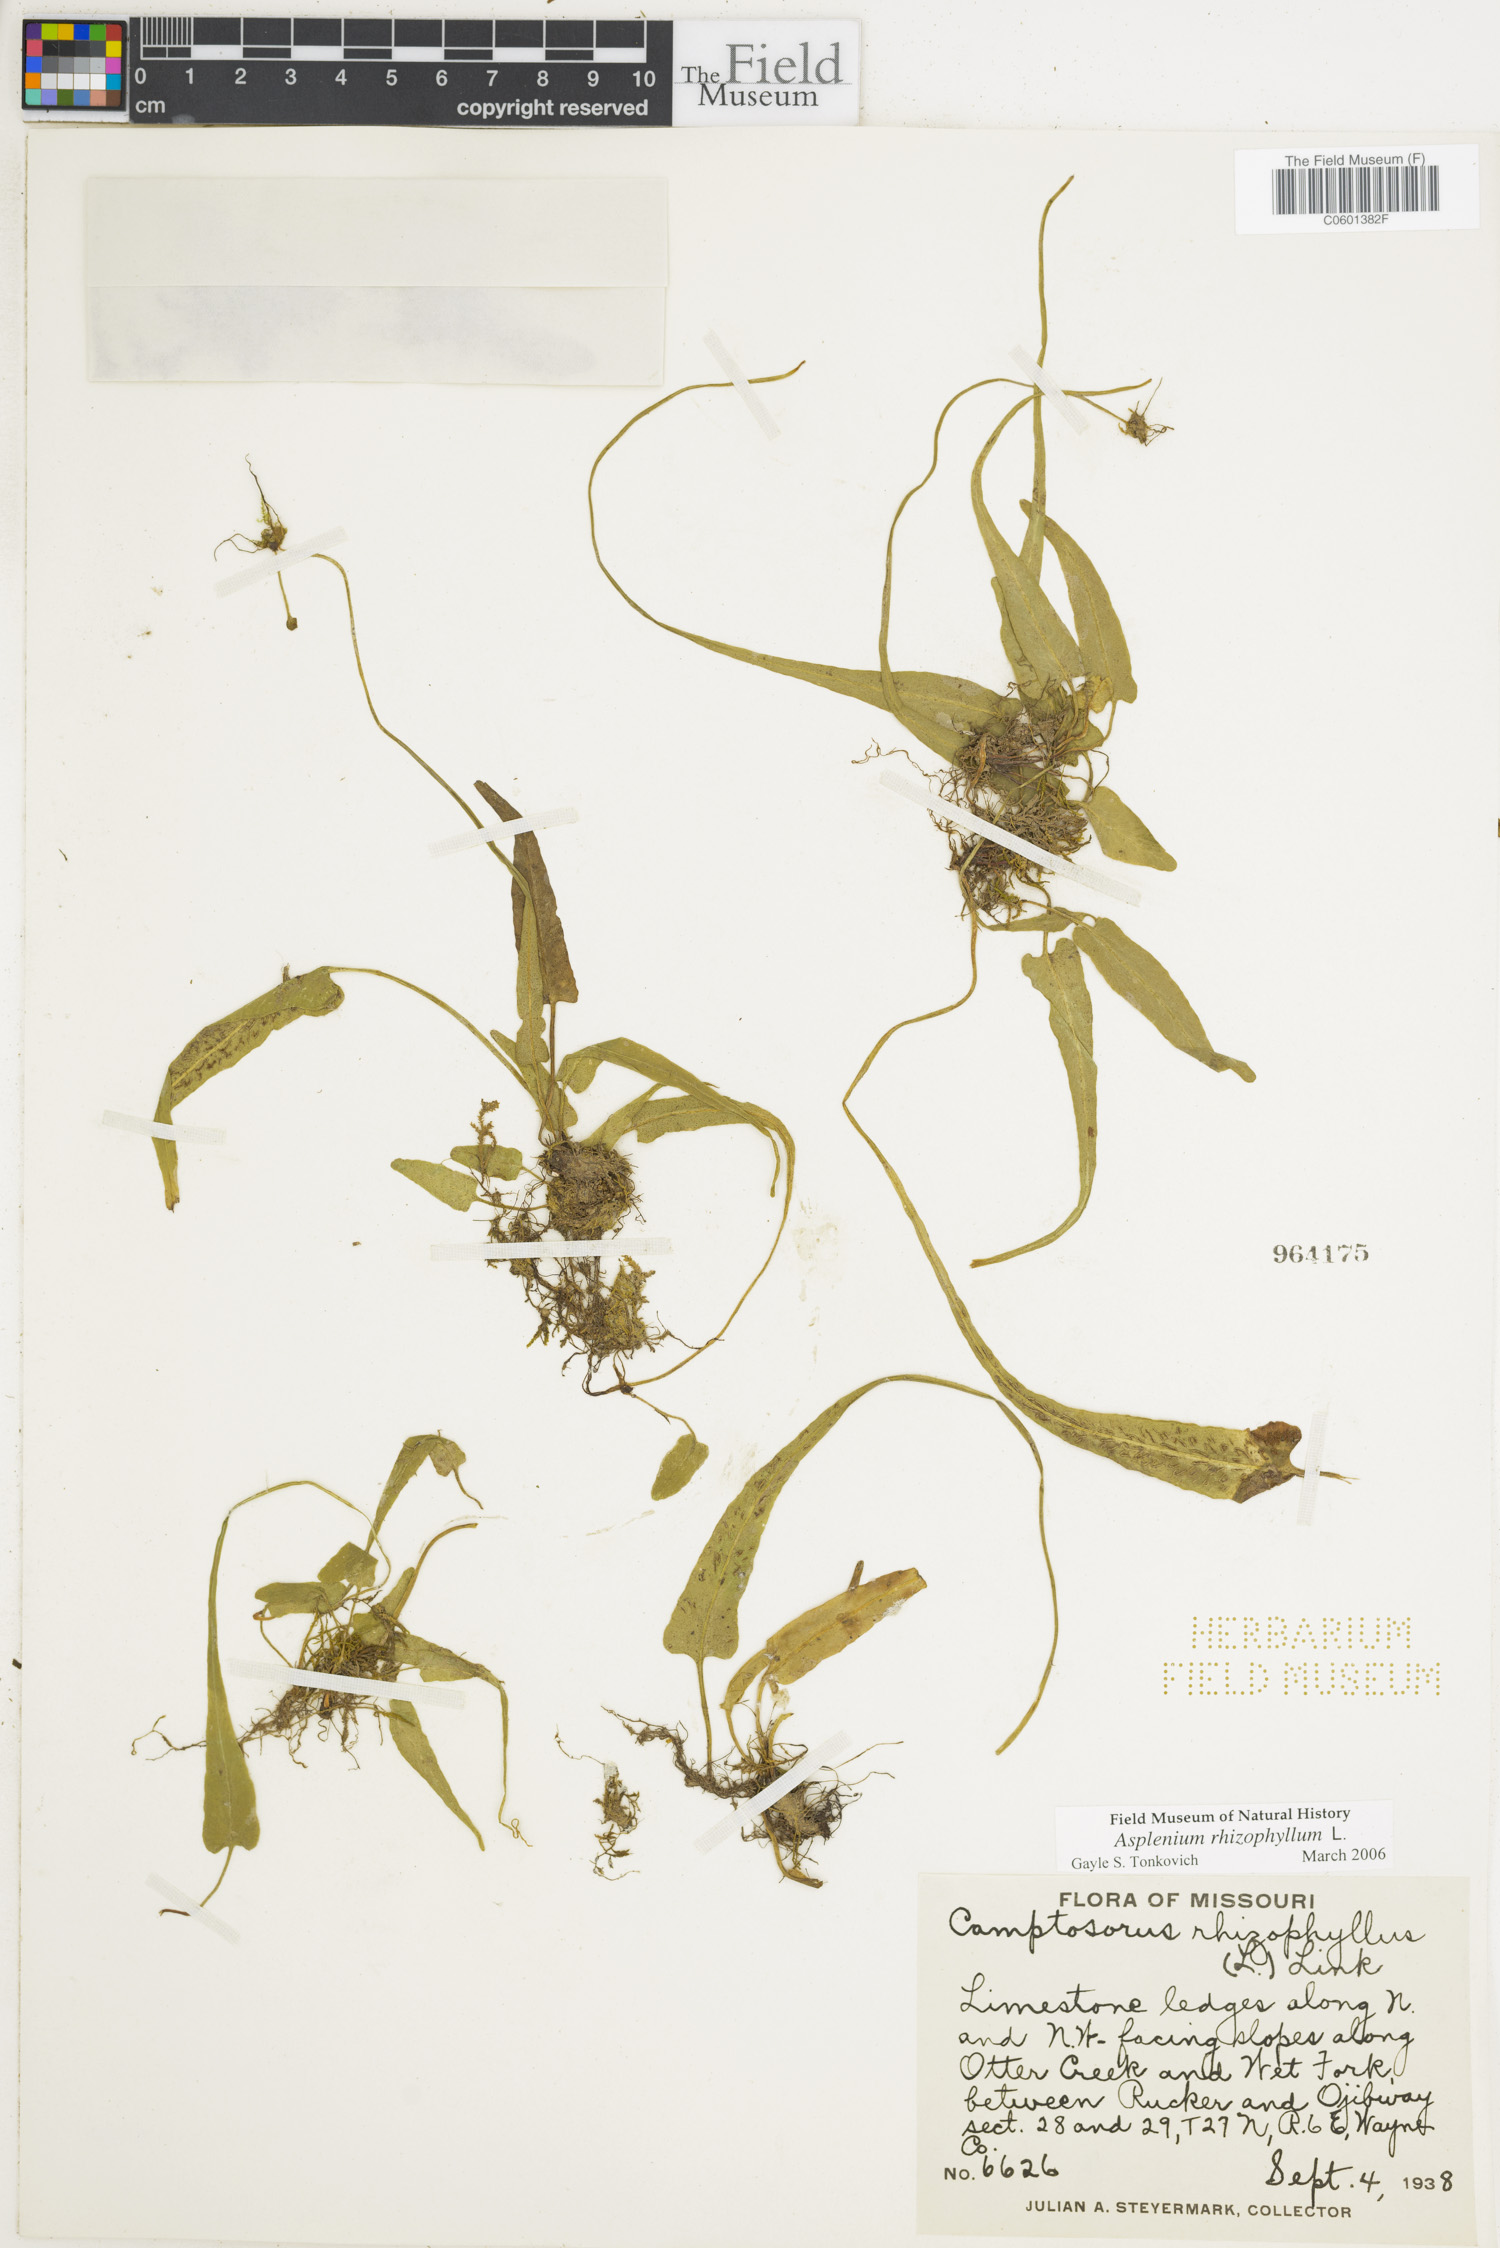 0 1 2 3 4 5 6 7 8 9 10
cm
copyright reserved
The Field
Museum
The Field Museum (F)
C0601382F
964175
HERBARIUM
FIELD MUSEUM
Field Museum of Natural History
Asplenium rhizophyllum L.
Gayle S. Tonkovich March 2006
FLORA OF MISSOURI
Camptosorus rhizophyllus
(L.) Link
Limestone ledges along N.
and N.W-facing slopes along
Otter Creek and Wet Fork,
between Rucker and Ojibway
sect. 28 and 29, T27 N, R.6 E, Wayne
Co.
No. 6626 Sept. 4, 1938
JULIAN A. STEYERMARK, COLLECTOR